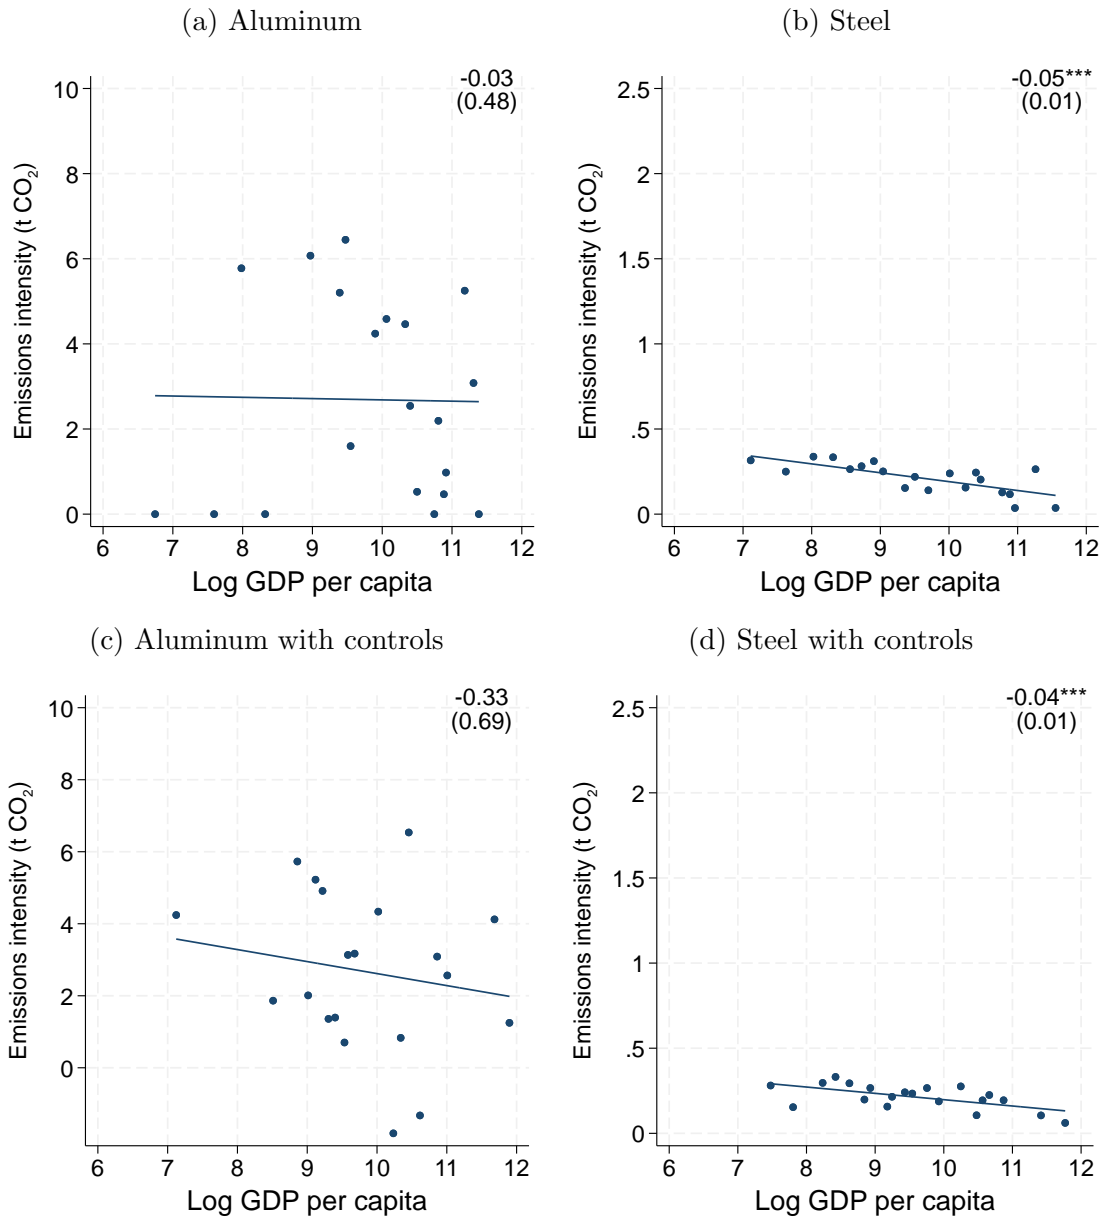 (a) Aluminum
-0.03
(0.48)
10
8
6
4
2
0
Emissions intensity (t CO₂)
6 7 8 9 10 11 12
Log GDP per capita
(b) Steel
-0.05***
(0.01)
2.5
2
1.5
1
.5
0
Emissions intensity (t CO₂)
6 7 8 9 10 11 12
Log GDP per capita
(c) Aluminum with controls
-0.33
(0.69)
10
8
6
4
2
0
Emissions intensity (t CO₂)
6 7 8 9 10 11 12
Log GDP per capita
(d) Steel with controls
-0.04***
(0.01)
2.5
2
1.5
1
.5
0
Emissions intensity (t CO₂)
6 7 8 9 10 11 12
Log GDP per capita